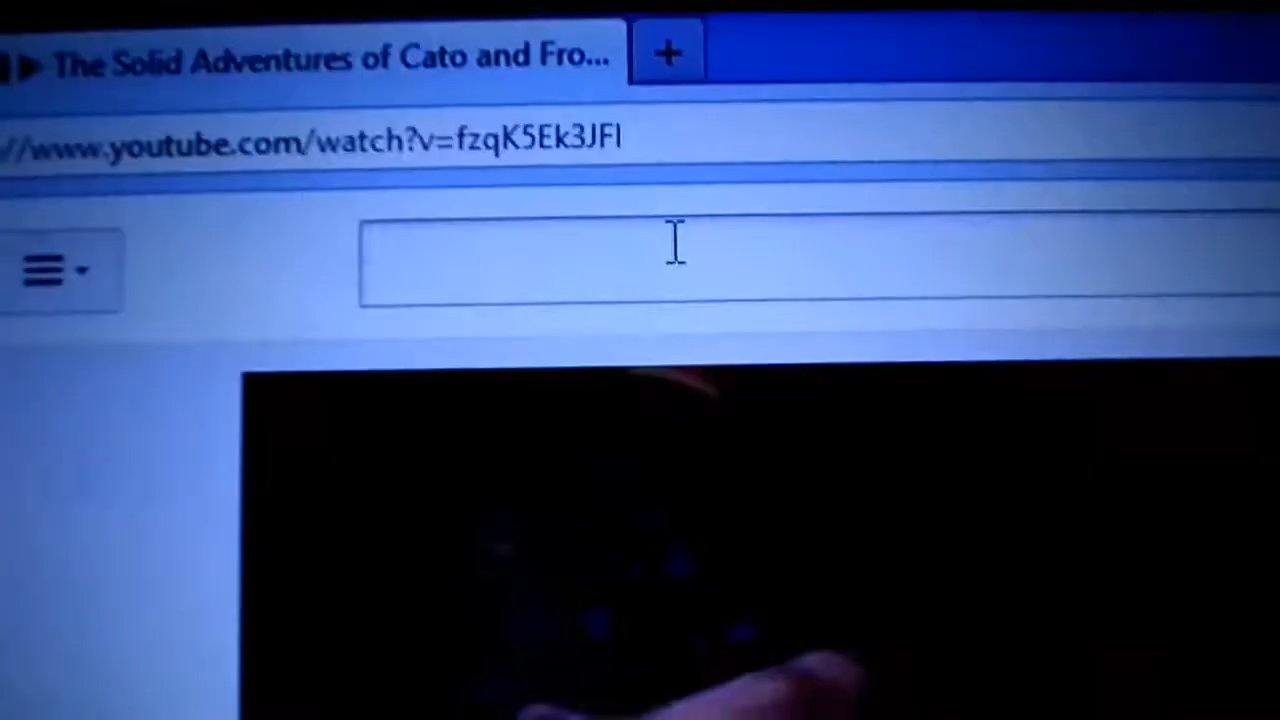 The Solid Adventures of Cato and Fro...
//www.youtube.com/watch?v=fzqK5Ek3JFI